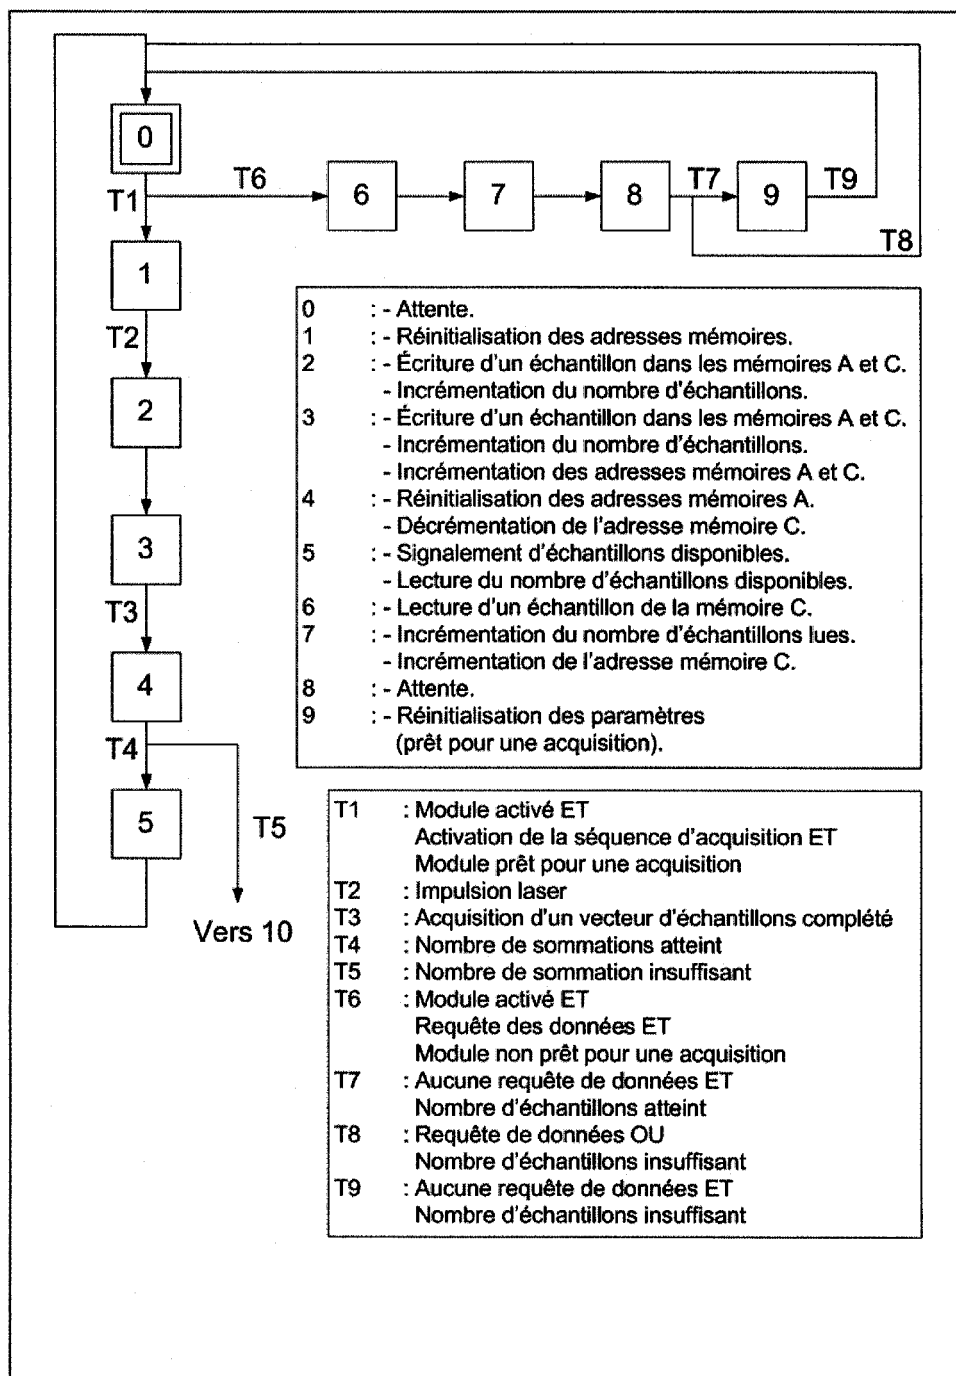 0
T6
6
7
8
T7
9
T9
T1
T8
1
T2
2
3
T3
4
T4
5
T5
Vers 10
0 : - Attente.
1 : - Réinitialisation des adresses mémoires.
2 : - Écriture d'un échantillon dans les mémoires A et C.
- Incrémentation du nombre d'échantillons.
3 : - Écriture d'un échantillon dans les mémoires A et C.
- Incrémentation du nombre d'échantillons.
- Incrémentation des adresses mémoires A et C.
4 : - Réinitialisation des adresses mémoires A.
- Décrémentation de l'adresse mémoire C.
5 : - Signalement d'échantillons disponibles.
- Lecture du nombre d'échantillons disponibles.
6 : - Lecture d'un échantillon de la mémoire C.
7 : - Incrémentation du nombre d'échantillons lues.
- Incrémentation de l'adresse mémoire C.
8 : - Attente.
9 : - Réinitialisation des paramètres
(prêt pour une acquisition).
T1 : Module activé ET
Activation de la séquence d'acquisition ET
Module prêt pour une acquisition
T2 : Impulsion laser
T3 : Acquisition d'un vecteur d'échantillons complété
T4 : Nombre de sommations atteint
T5 : Nombre de sommation insuffisant
T6 : Module activé ET
Requête des données ET
Module non prêt pour une acquisition
T7 : Aucune requête de données ET
Nombre d'échantillons atteint
T8 : Requête de données OU
Nombre d'échantillons insuffisant
T9 : Aucune requête de données ET
Nombre d'échantillons insuffisant